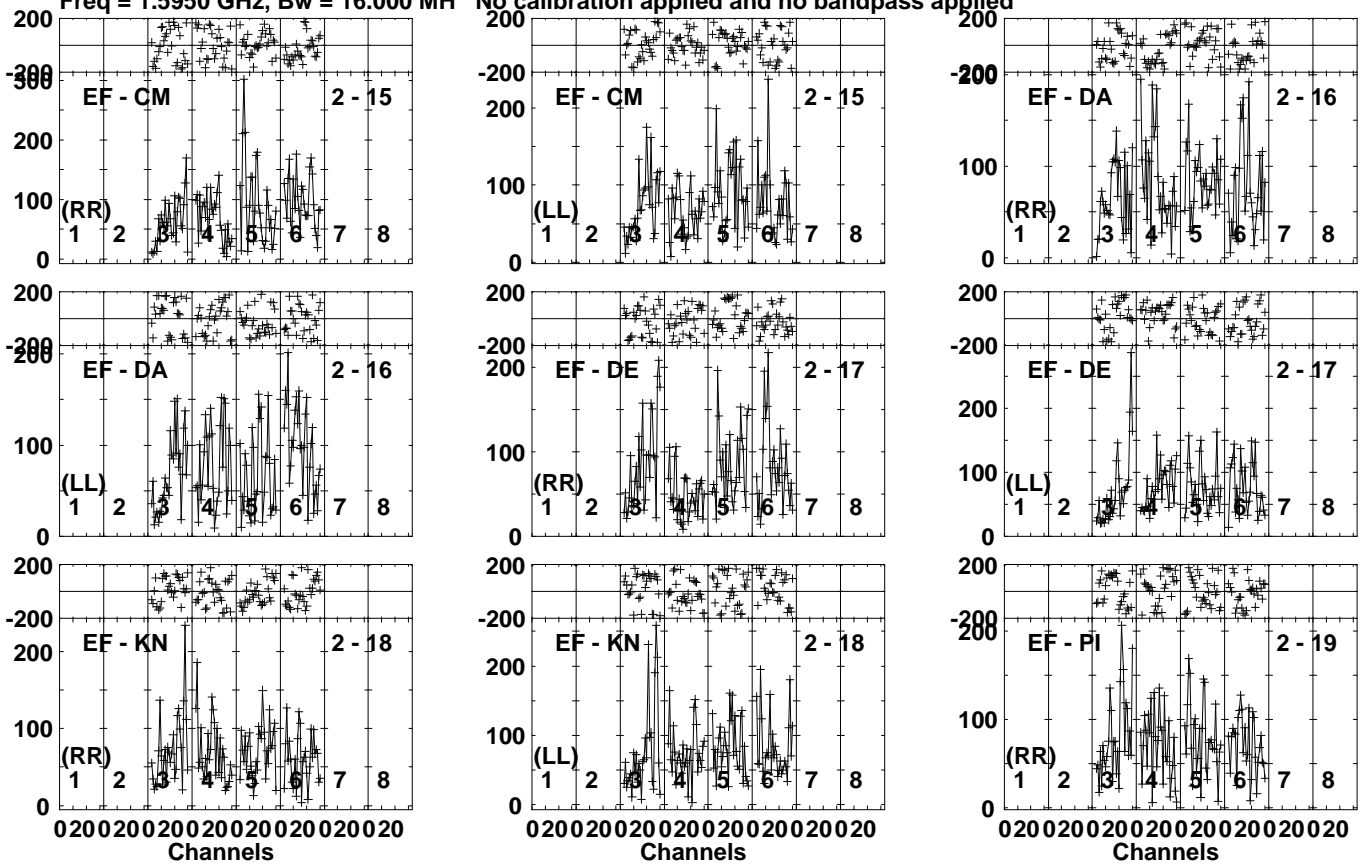 Freq = 1.5950 GHz, Bw = 16.000 MH No calibration applied and no bandpass applied
200 200 200
-200 -200 -200
300 200
EF - CM 2 - 15 EF - CM 2 - 15 EF - DA 2 - 16
200 200
100 100 100
(RR) (LL) (RR)
1 2 3 4 5 6 7 8 1 2 3 4 5 6 7 8 1 2 3 4 5 6 7 8
0 0 0
200 200 200
-200 -200 -200
200
EF - DA 2 - 16 EF - DE 2 - 17 EF - DE 2 - 17
200 200
100 100 100
(LL) (RR) (LL)
1 2 3 4 5 6 7 8 1 2 3 4 5 6 7 8 1 2 3 4 5 6 7 8
0 0 0
200 200 200
-200 -200 -200
EF - KN 2 - 18 EF - KN 2 - 18 EF - PI 2 - 19
200 200 200
100 100 100
(RR) (LL) (RR)
1 2 3 4 5 6 7 8 1 2 3 4 5 6 7 8 1 2 3 4 5 6 7 8
0 0 0
0 20 0 20 0 20 0 20 0 20 0 20 0 20 0 20 0 20 0 20 0 20 0 20 0 20 0 20 0 20 0 20 0 20 0 20 0 20 0 20 0 20 0 20 0 20 0 20
Channels Channels Channels